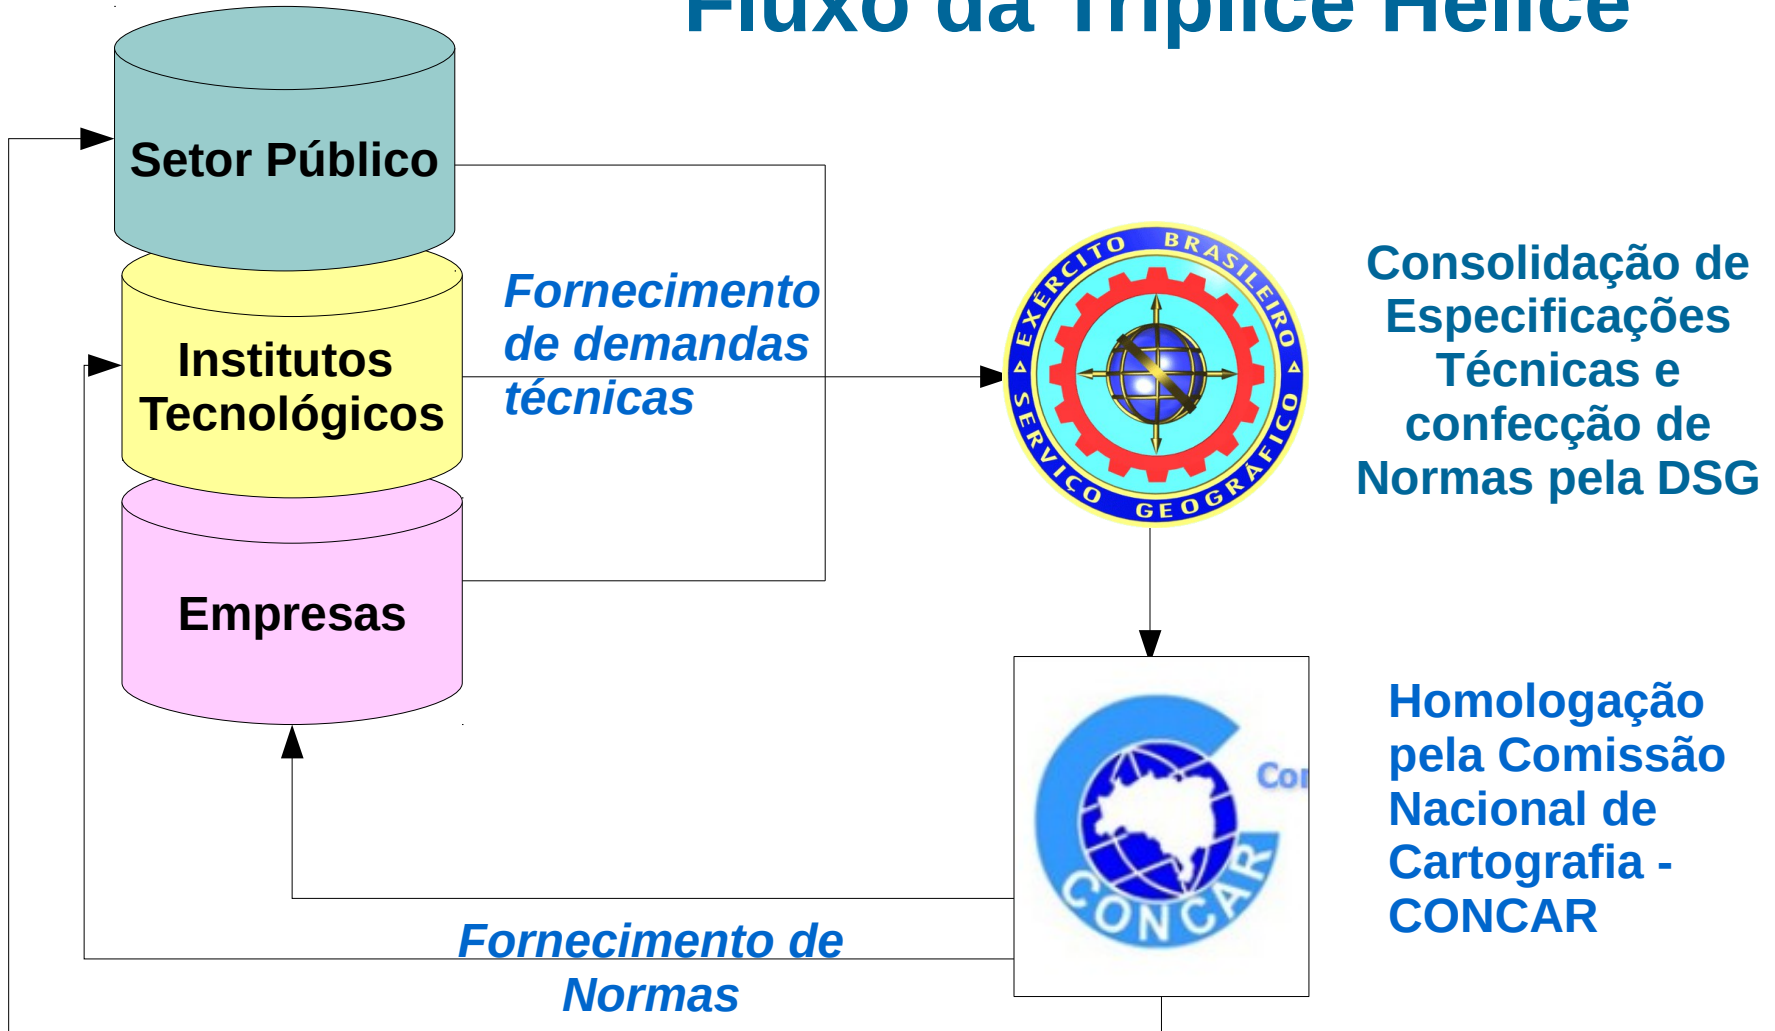 Fluxo da Tríplice Hélice
Setor Público
Institutos
Tecnológicos
Empresas
Fornecimento
de demandas
técnicas
EXÉRCITO BRASILEIRO
SERVIÇO GEOGRÁFICO
Consolidação de
Especificações
Técnicas e
confecção de
Normas pela DSG
Con
CONCAR
Homologação
pela Comissão
Nacional de
Cartografia -
CONCAR
Fornecimento de
Normas